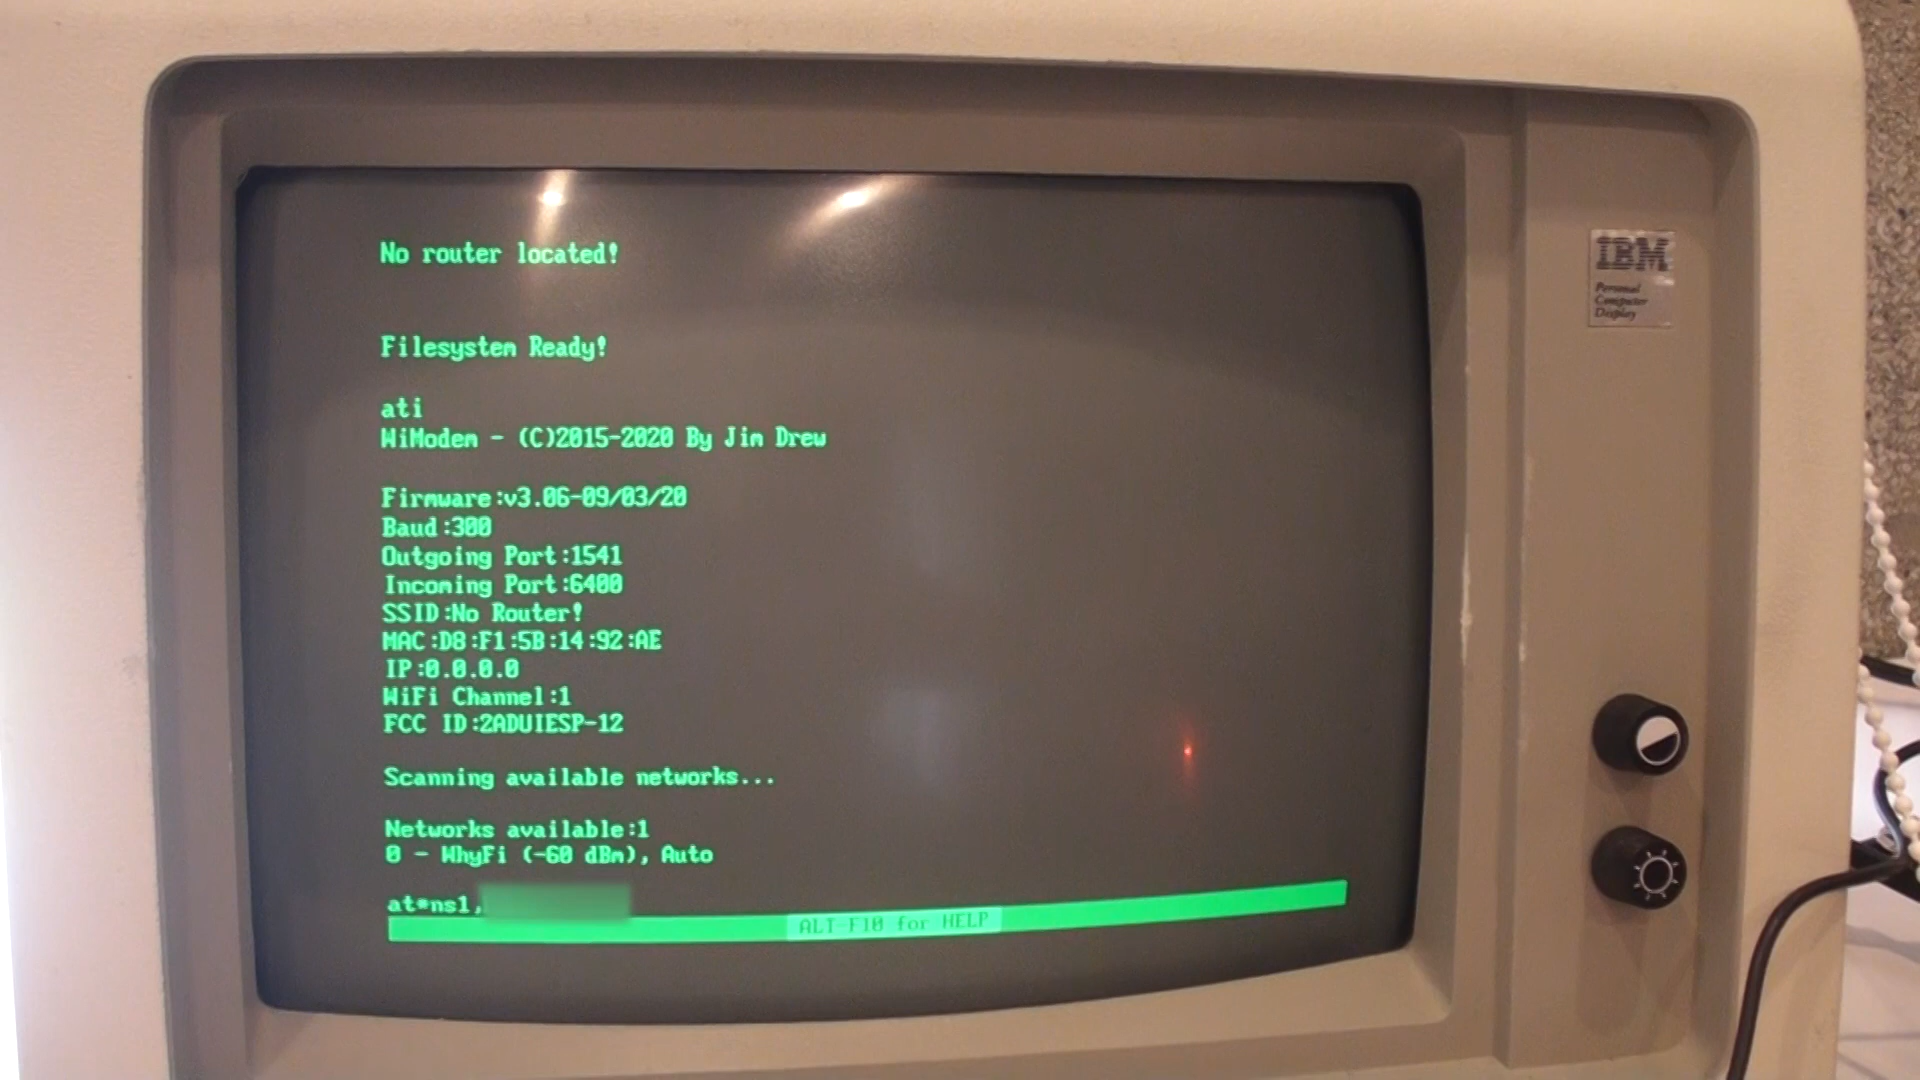 No router located!
Filesystem Ready!
ati
WiModem - (C)2015-2020 By Jim Drew
Firmware:v3.06-09/03/20
Baud:300
Outgoing Port:1541
Incoming Port:6400
SSID:No Router!
MAC:D8:F1:5B:14:92:AE
IP:0.0.0.0
WiFi Channel:1
FCC ID:2ADUIESP-12
Scanning available networks...
Networks available:1
0 - WhyFi (-60 dBm), Auto
at*ns1,
ALT-F10 for HELP
IBM
Personal
Computer
Display